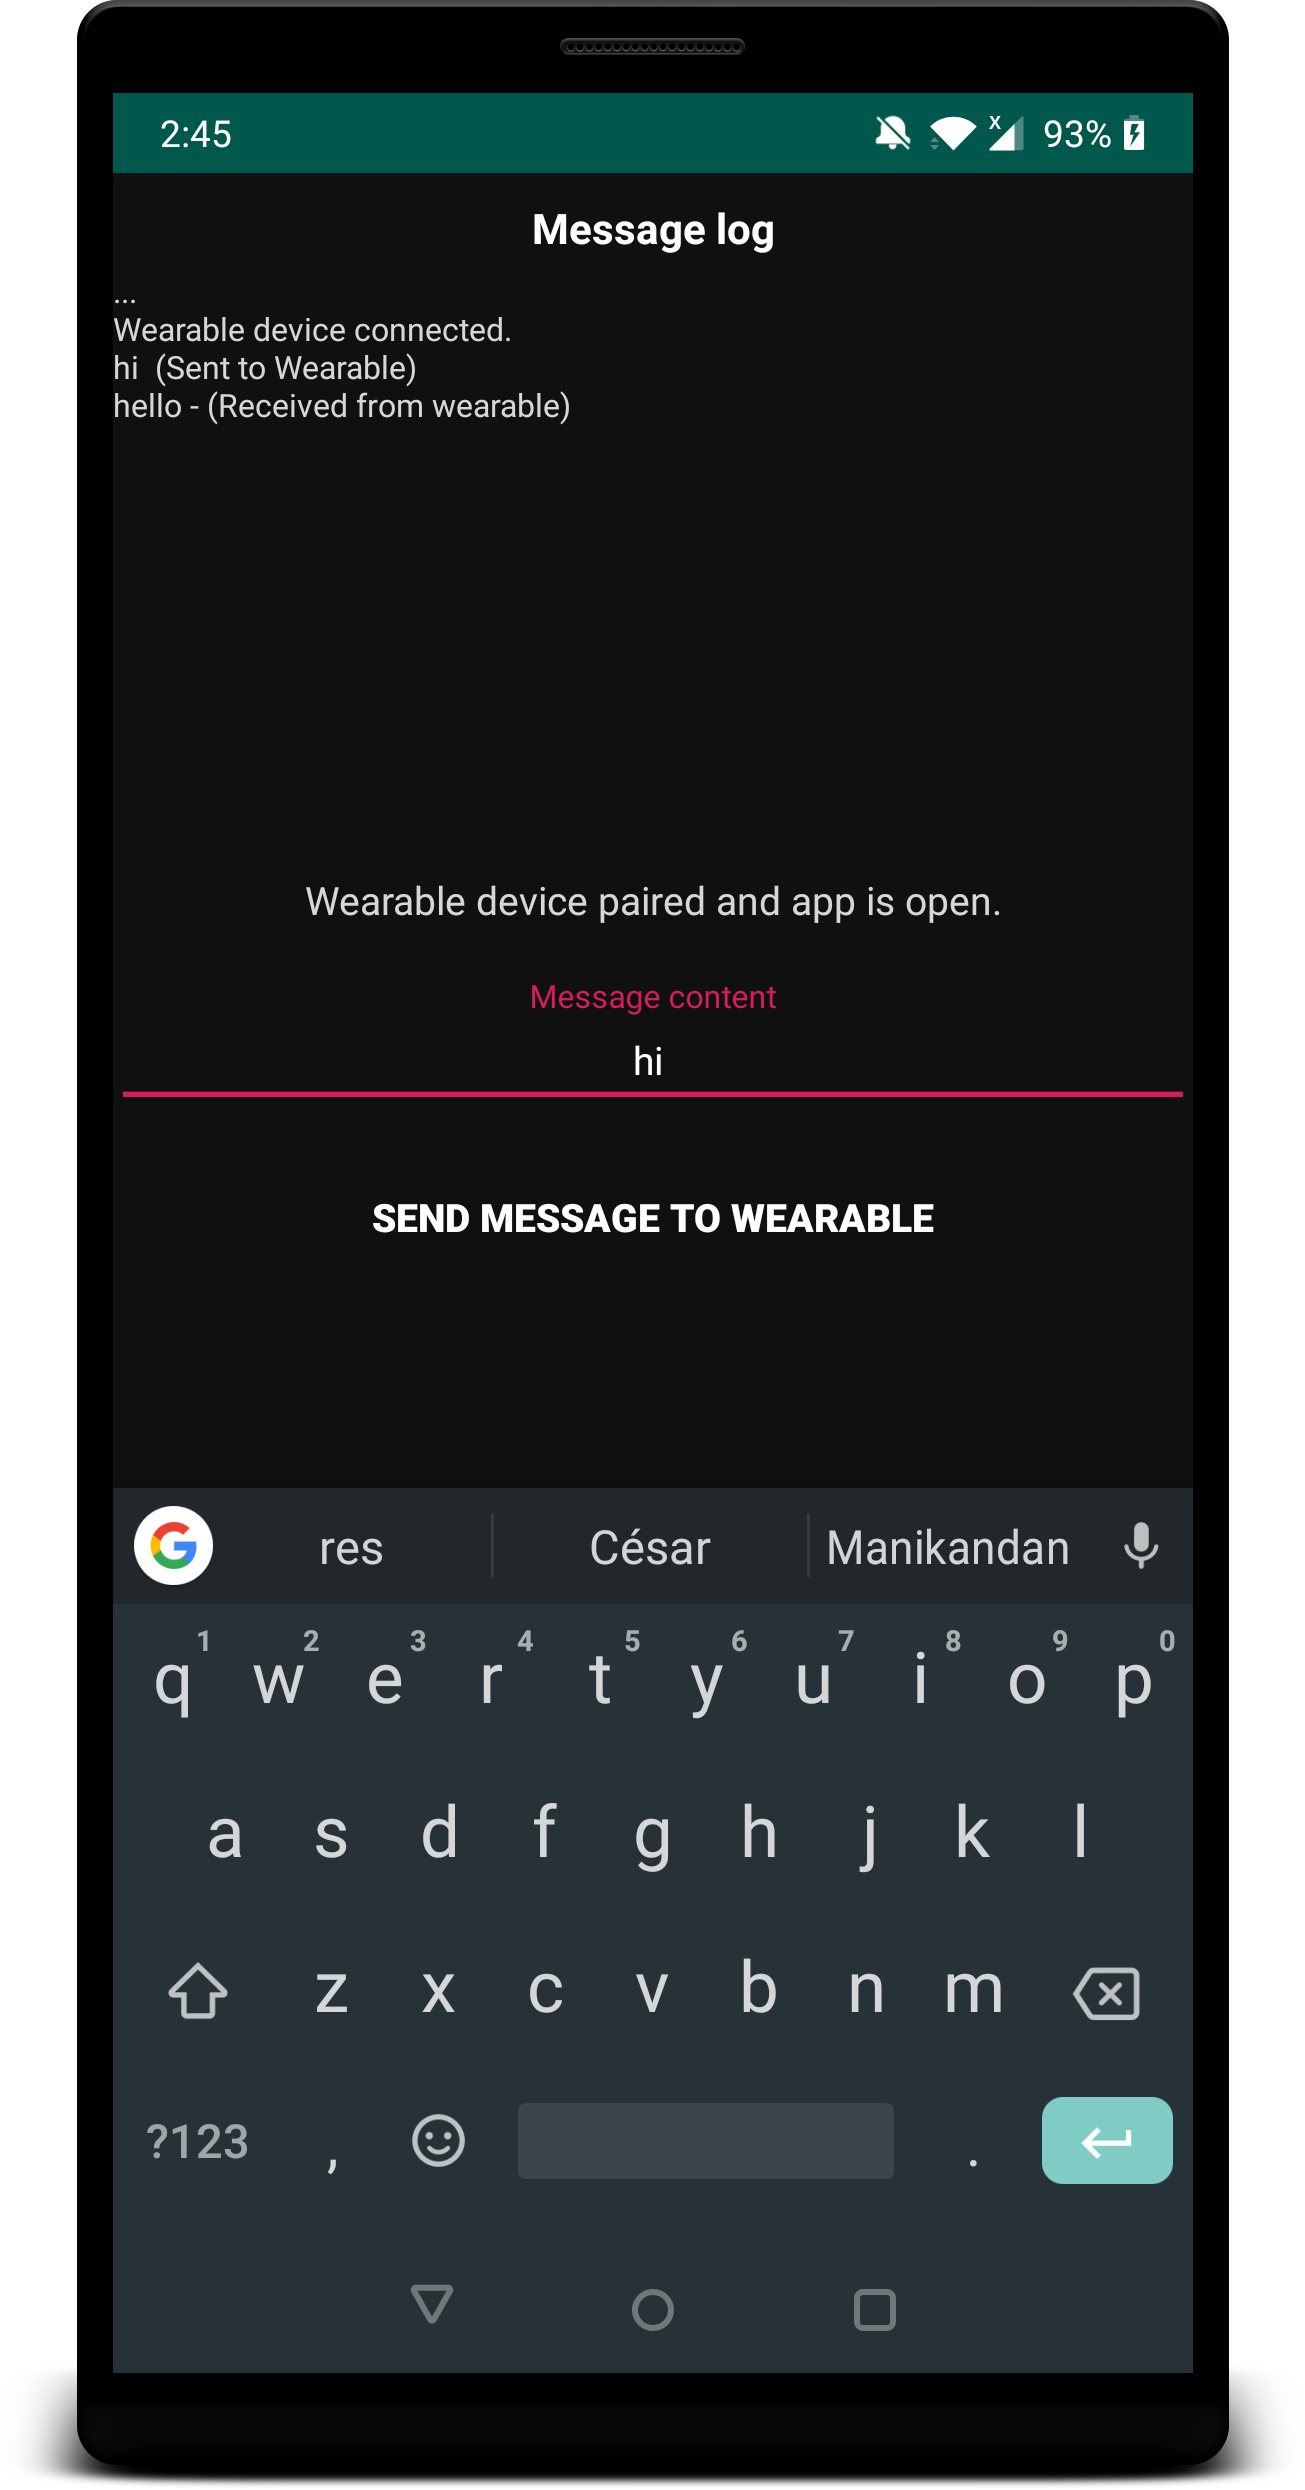 2:45 x 93%
Message log
...
Wearable device connected.
hi  (Sent to Wearable)
hello - (Received from wearable)
Wearable device paired and app is open.
Message content
hi
SEND MESSAGE TO WEARABLE
G res César Manikandan
1 2 3 4 5 6 7 8 9 0
q w e r t y u i o p
a s d f g h j k l
z x c v b n m
?123 , .